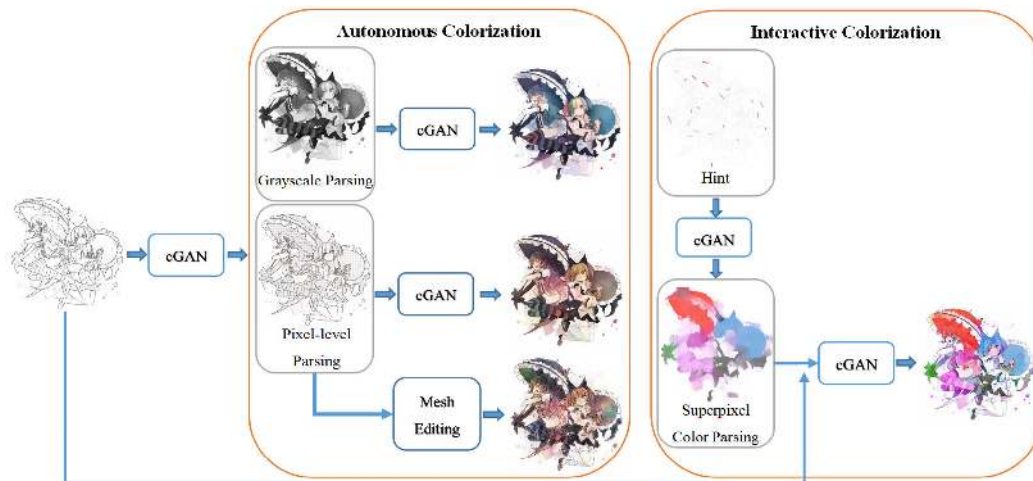 Autonomous Colorization
Interactive Colorization
cGAN
Grayscale Parsing
cGAN
Pixel-level
Parsing
cGAN
Mesh
Editing
Hint
cGAN
Superpixel
Color Parsing
cGAN